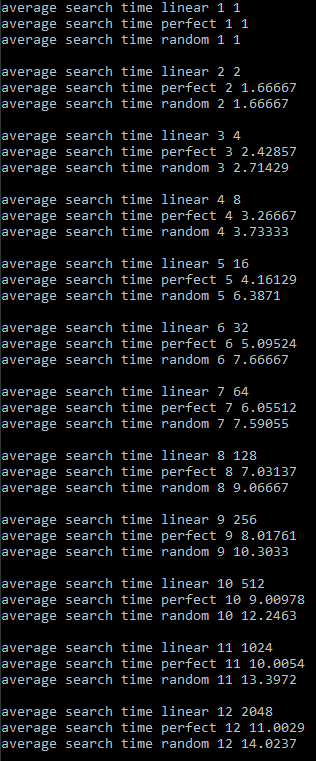 average search time linear 1 1
average search time perfect 1 1
average search time random 1 1
average search time linear 2 2
average search time perfect 2 1.66667
average search time random 2 1.66667
average search time linear 3 4
average search time perfect 3 2.42857
average search time random 3 2.71429
average search time linear 4 8
average search time perfect 4 3.26667
average search time random 4 3.73333
average search time linear 5 16
average search time perfect 5 4.16129
average search time random 5 6.3871
average search time linear 6 32
average search time perfect 6 5.09524
average search time random 6 7.66667
average search time linear 7 64
average search time perfect 7 6.05512
average search time random 7 7.59055
average search time linear 8 128
average search time perfect 8 7.03137
average search time random 8 9.06667
average search time linear 9 256
average search time perfect 9 8.01761
average search time random 9 10.3033
average search time linear 10 512
average search time perfect 10 9.00978
average search time random 10 12.2463
average search time linear 11 1024
average search time perfect 11 10.0054
average search time random 11 13.3972
average search time linear 12 2048
average search time perfect 12 11.0029
average search time random 12 14.0237